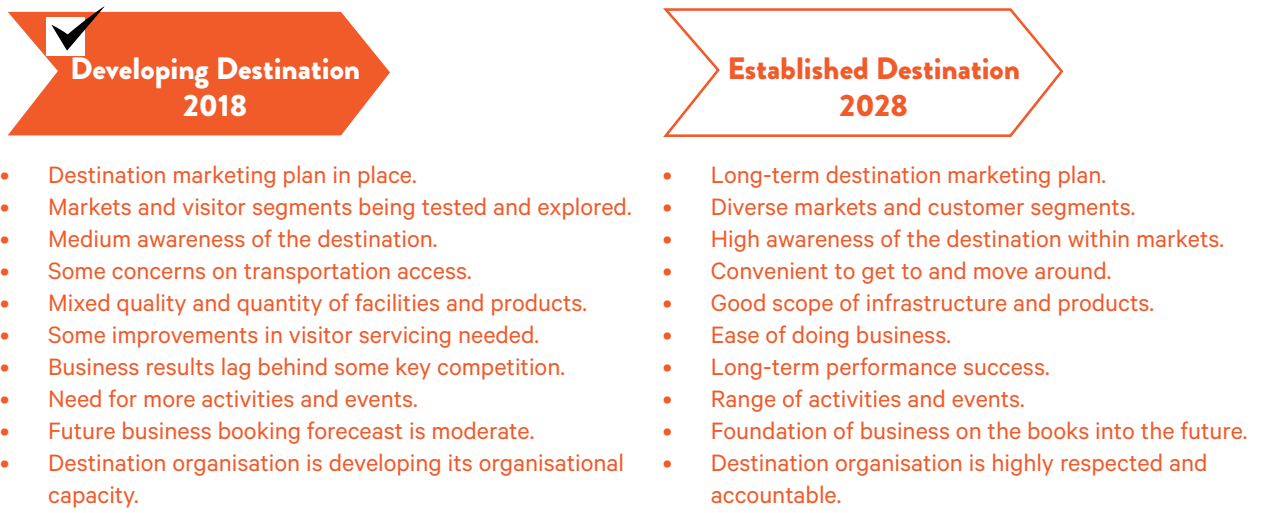 Developing Destination
2018
• Destination marketing plan in place.
• Markets and visitor segments being tested and explored.
• Medium awareness of the destination.
• Some concerns on transportation access.
• Mixed quality and quantity of facilities and products.
• Some improvements in visitor servicing needed.
• Business results lag behind some key competition.
• Need for more activities and events.
• Future business booking foreceast is moderate.
• Destination organisation is developing its organisational
capacity.
Established Destination
2028
• Long-term destination marketing plan.
• Diverse markets and customer segments.
• High awareness of the destination within markets.
• Convenient to get to and move around.
• Good scope of infrastructure and products.
• Ease of doing business.
• Long-term performance success.
• Range of activities and events.
• Foundation of business on the books into the future.
• Destination organisation is highly respected and
accountable.